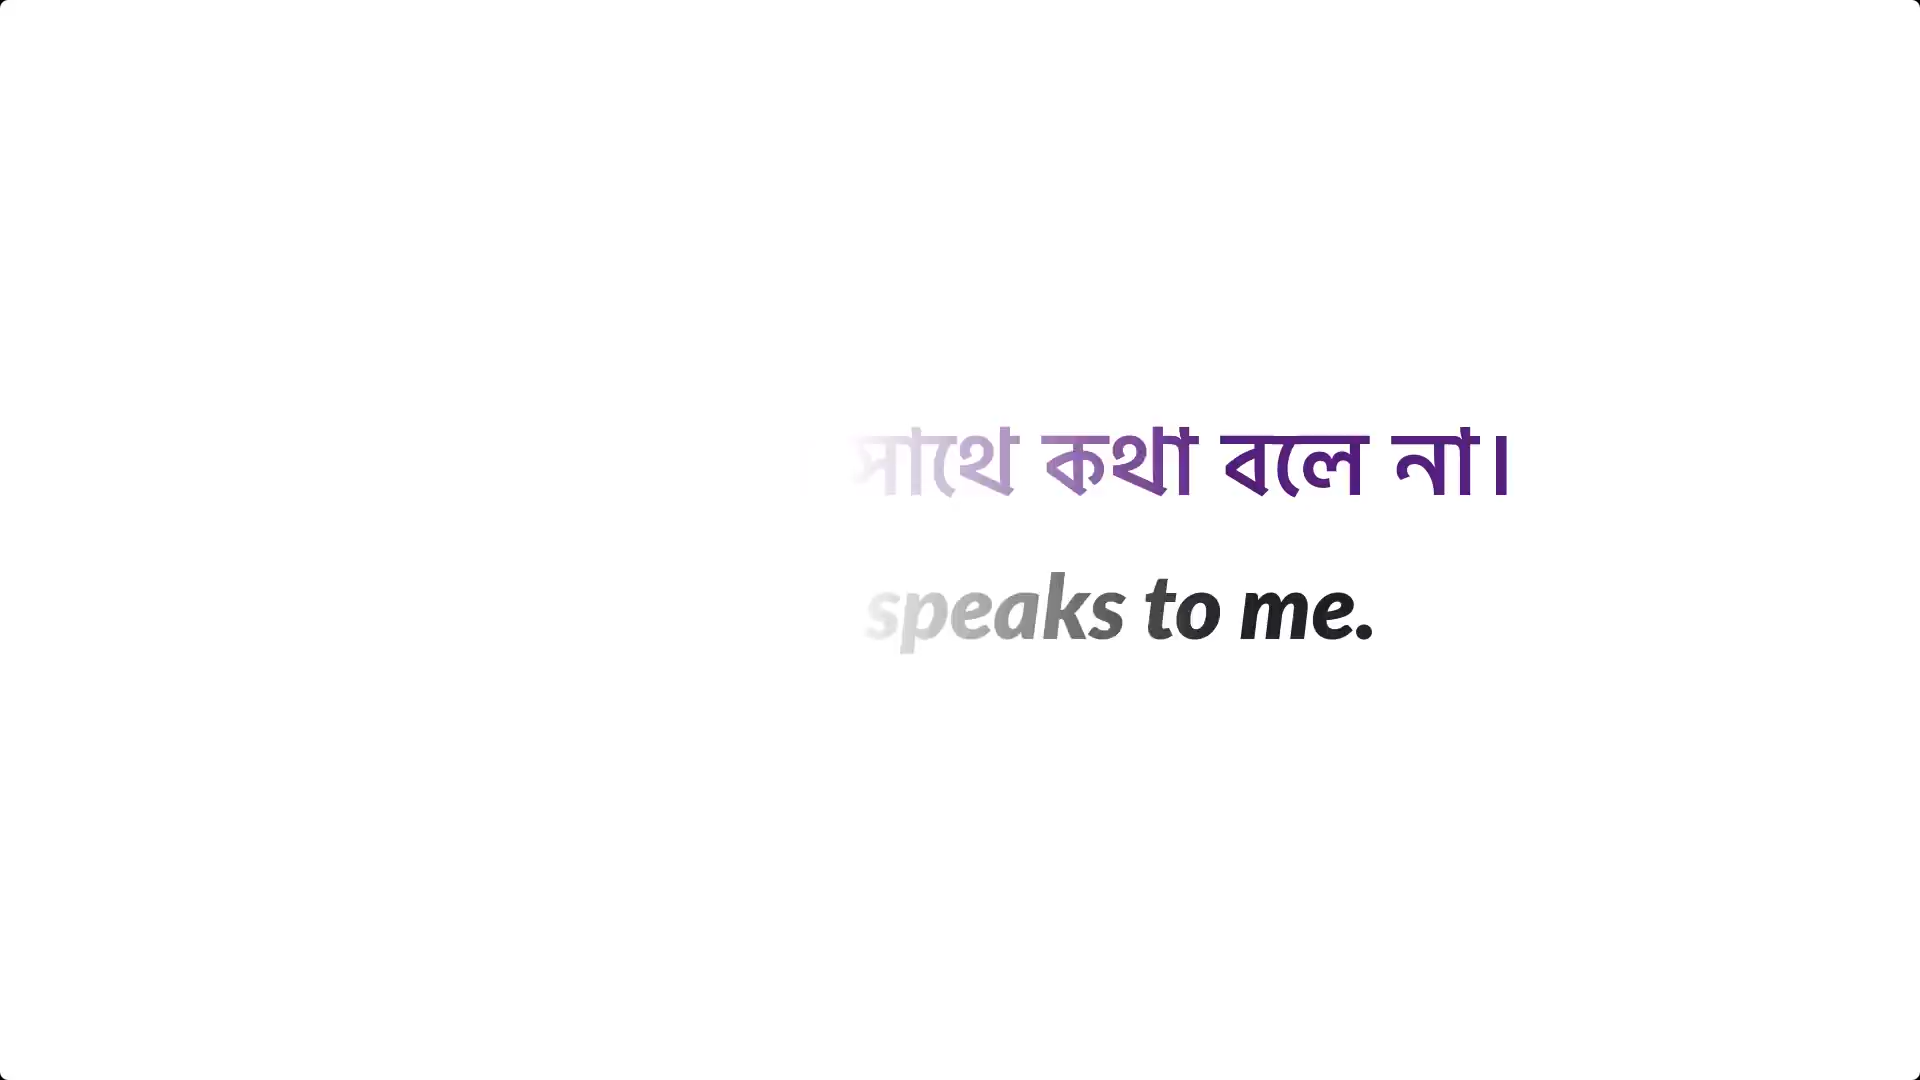 সাথে কথা বলে না।
speaks to me.